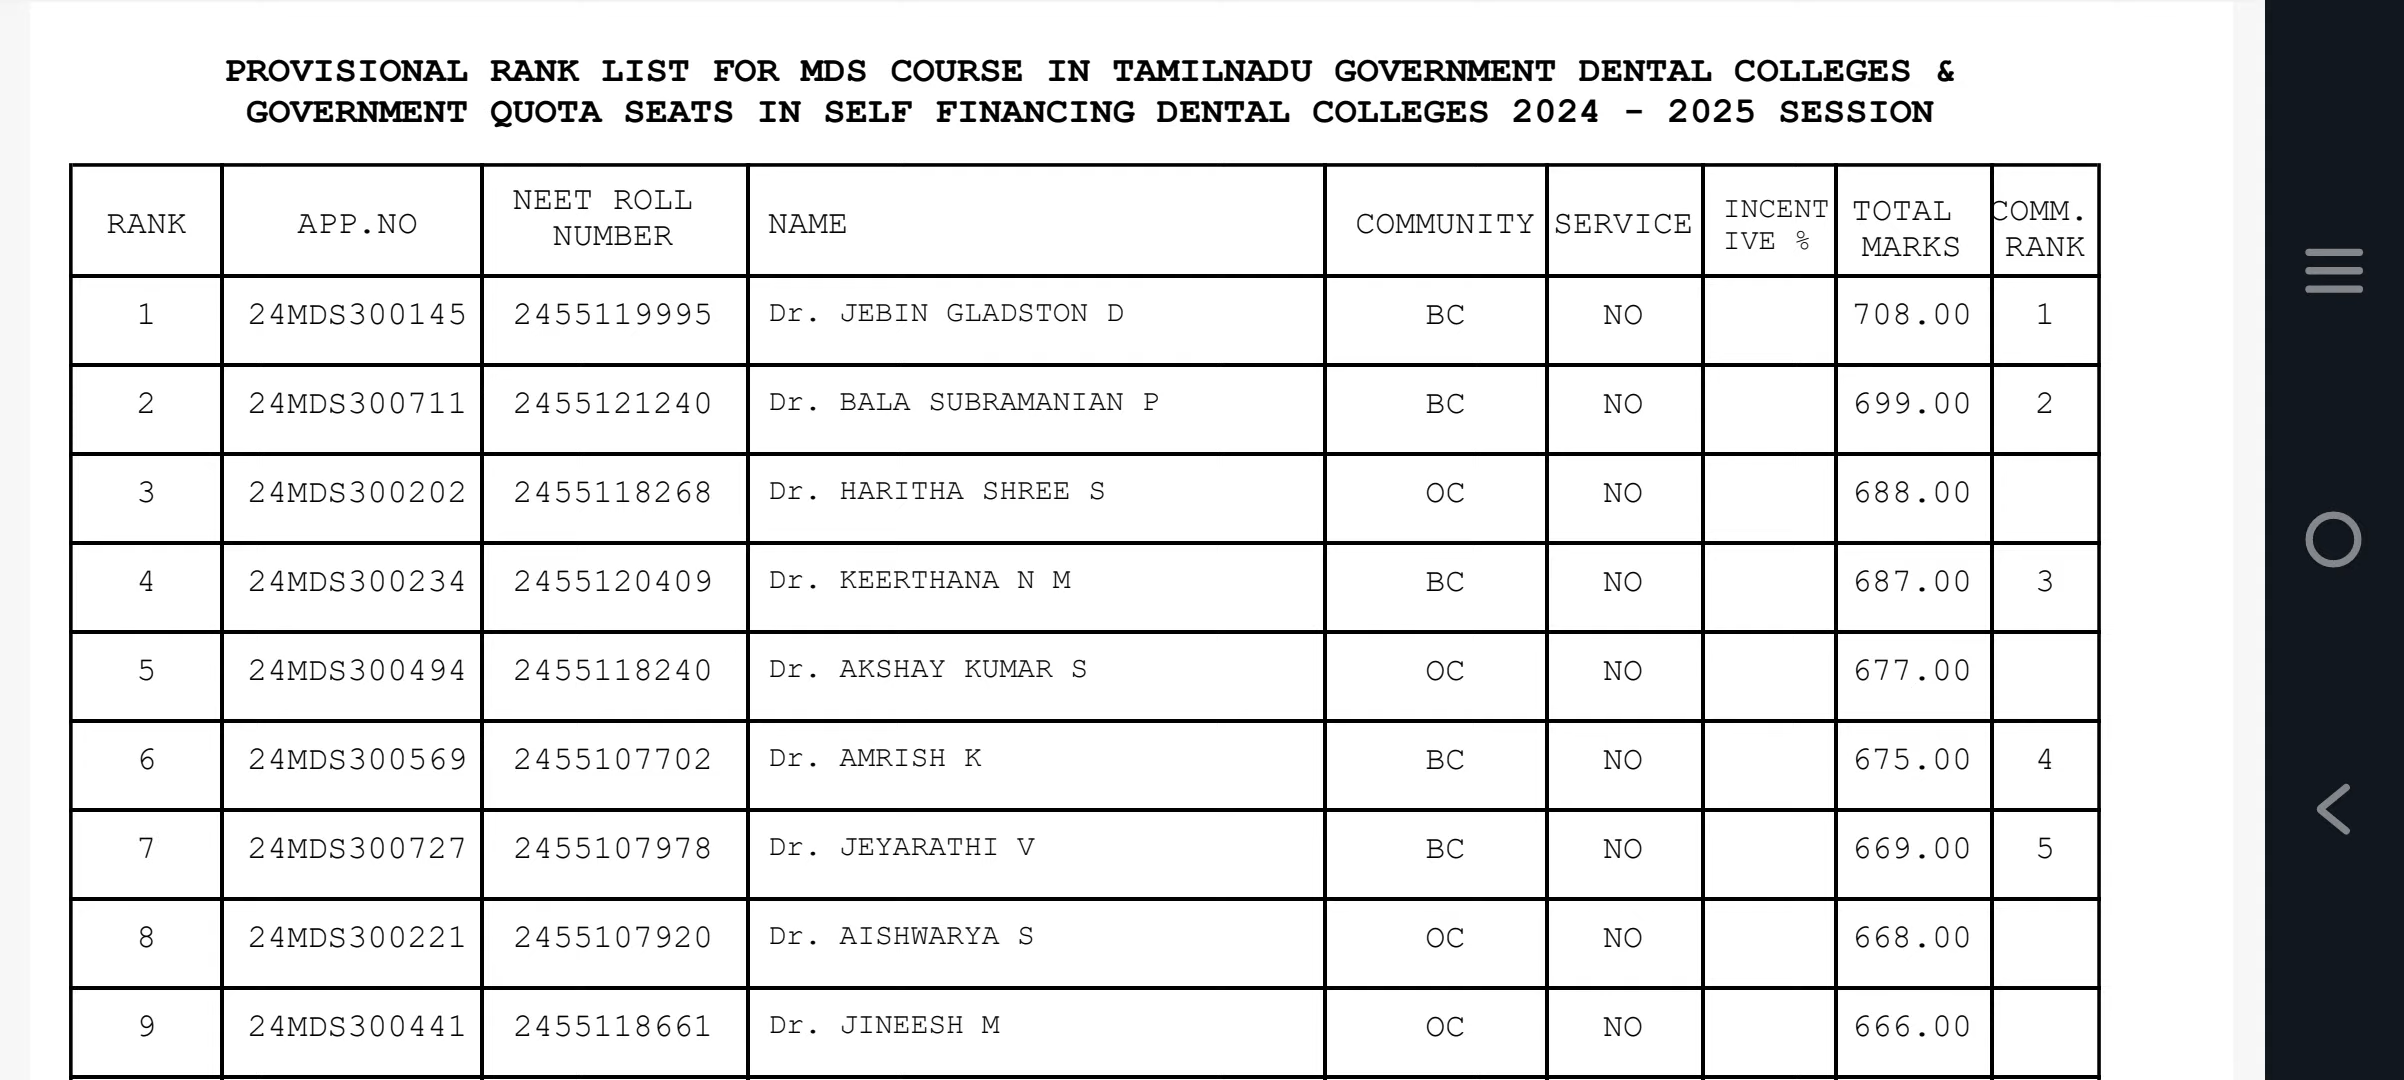 PROVISIONAL RANK LIST FOR MDS COURSE IN TAMILNADU GOVERNMENT DENTAL COLLEGES &
GOVERNMENT QUOTA SEATS IN SELF FINANCING DENTAL COLLEGES 2024 - 2025 SESSION
RANK APP.NO NEET ROLL NUMBER NAME COMMUNITY SERVICE INCENTIVE % TOTAL MARKS COMM. RANK
1 24MDS300145 2455119995 Dr. JEBIN GLADSTON D BC NO 708.00 1
2 24MDS300711 2455121240 Dr. BALA SUBRAMANIAN P BC NO 699.00 2
3 24MDS300202 2455118268 Dr. HARITHA SHREE S OC NO 688.00
4 24MDS300234 2455120409 Dr. KEERTHANA N M BC NO 687.00 3
5 24MDS300494 2455118240 Dr. AKSHAY KUMAR S OC NO 677.00
6 24MDS300569 2455107702 Dr. AMRISH K BC NO 675.00 4
7 24MDS300727 2455107978 Dr. JEYARATHI V BC NO 669.00 5
8 24MDS300221 2455107920 Dr. AISHWARYA S OC NO 668.00
9 24MDS300441 2455118661 Dr. JINEESH M OC NO 666.00